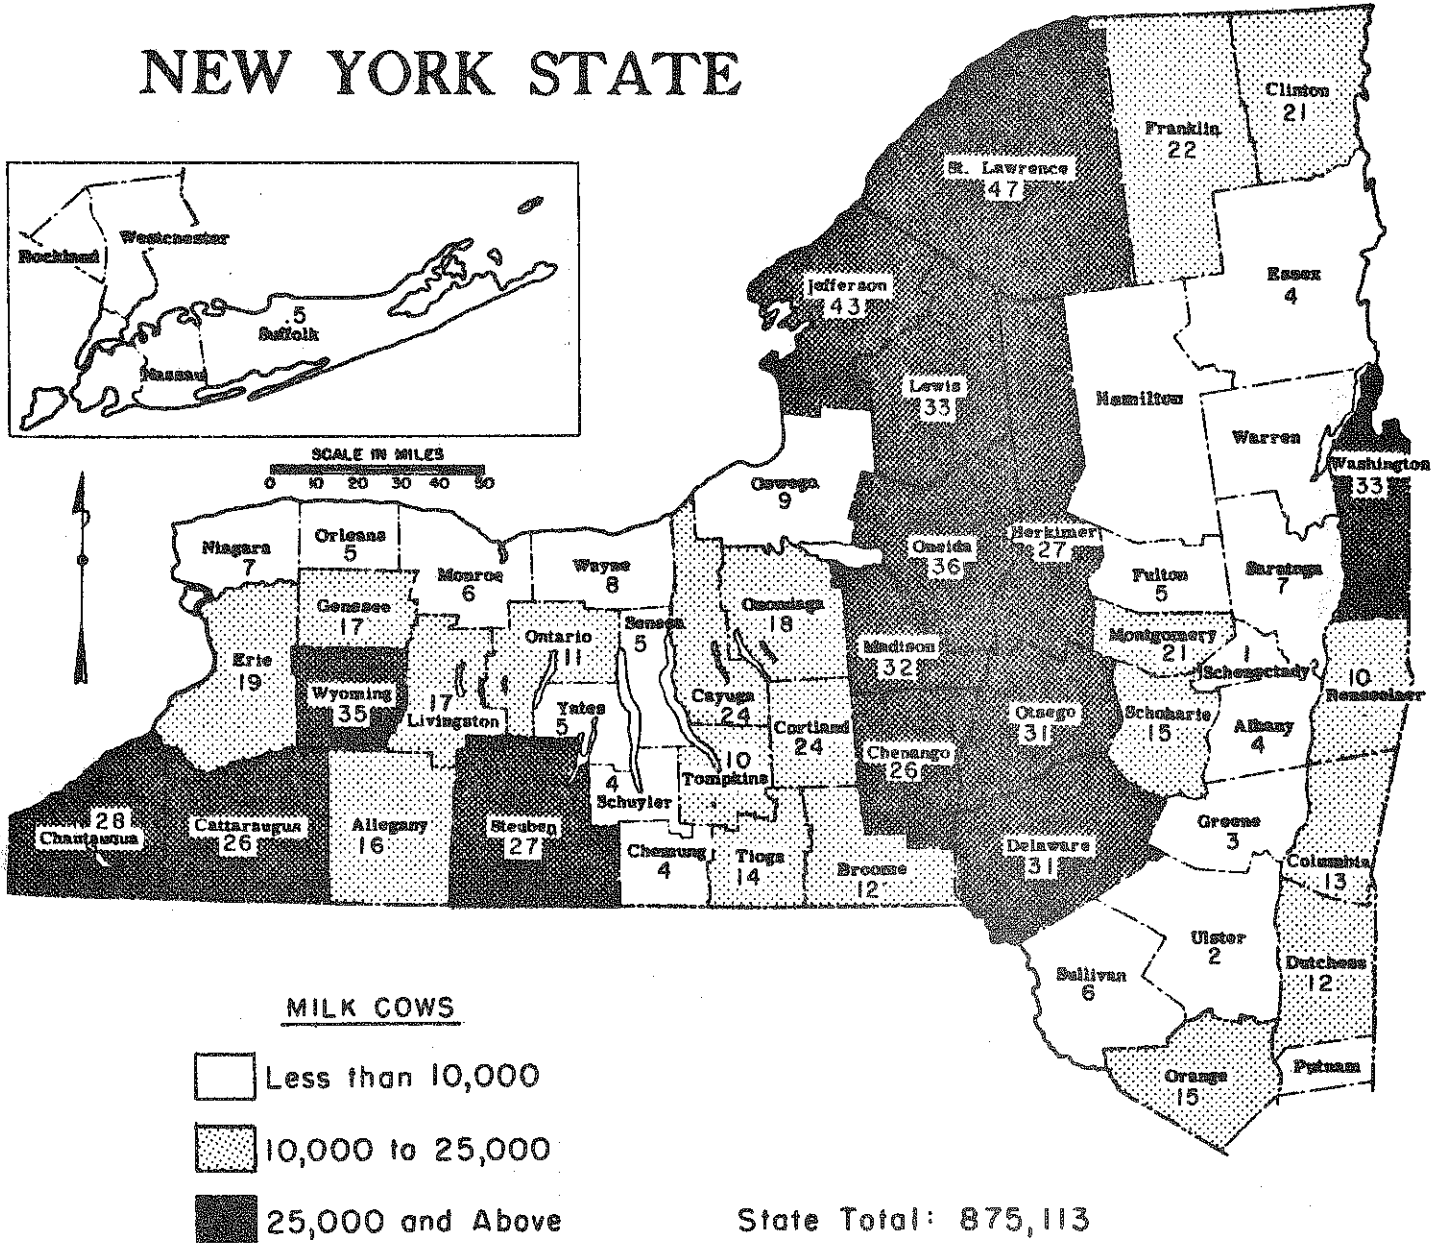 NEW YORK STATE
Rockland
Westchester
.5
Suffolk
Nassau
SCALE IN MILES
0 10 20 30 40 50
Clinton
21
Franklin
22
St. Lawrence
47
Essex
4
Jefferson
43
Lewis
33
Hamilton
Warren
Washington
33
Oswego
9
Oneida
36
Herkimer
27
Fulton
5
Saratoga
7
Niagara
7
Orleans
5
Monroe
6
Wayne
8
Genesee
17
Ontario
11
Seneca
5
Onondaga
18
Madison
32
Montgomery
21
1
Schenectady
10
Rensselaer
Erie
19
Wyoming
35
17
Livingston
Yates
5
Cayuga
24
Cortland
24
Chenango
26
Otsego
31
Schoharie
15
Albany
4
10
Tompkins
4
Schuyler
28
Chautauqua
Cattaraugus
26
Allegany
16
Steuben
27
Chemung
4
Tioga
14
Broome
12
Delaware
31
Greene
3
Columbia
13
Ulster
2
Sullivan
6
Dutchess
12
Orange
15
Putnam
MILK COWS
Less than 10,000
10,000 to 25,000
25,000 and Above
State Total: 875,113